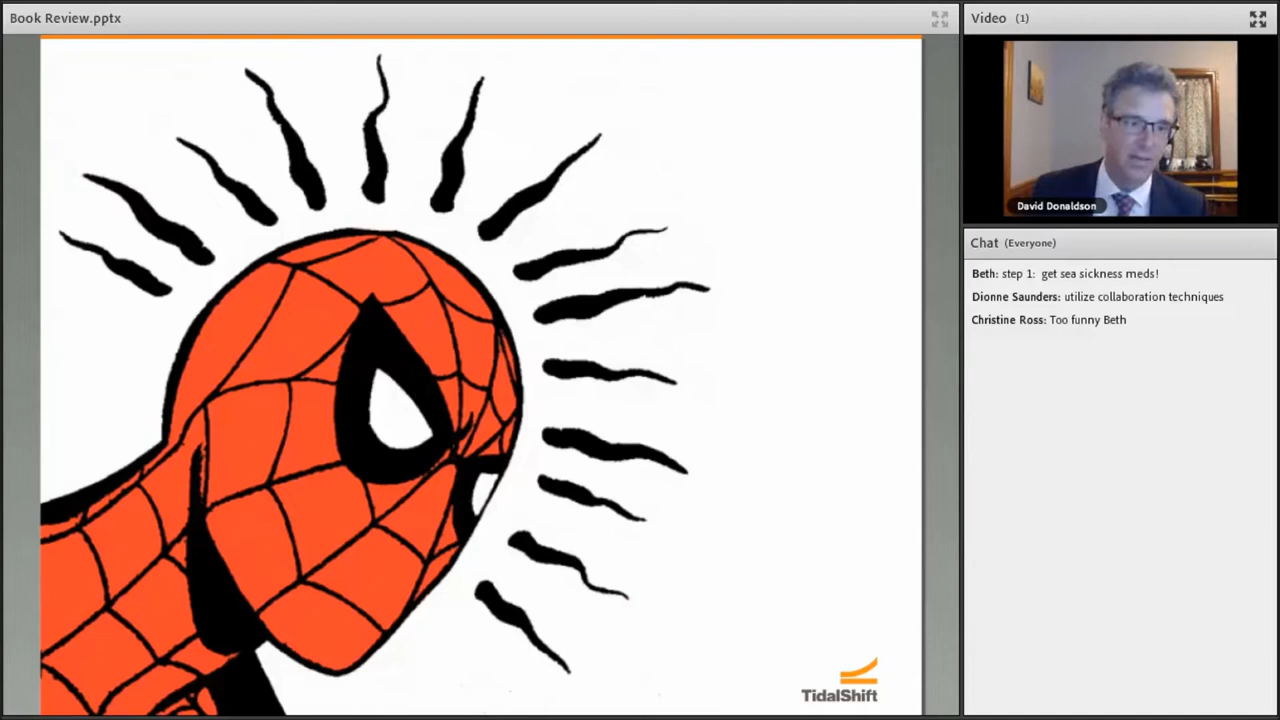 Book Review.pptx
TidalShift
Video (1)
David Donaldson
Chat (Everyone)
Beth: step 1: get sea sickness meds!
Dionne Saunders: utilize collaboration techniques
Christine Ross: Too funny Beth